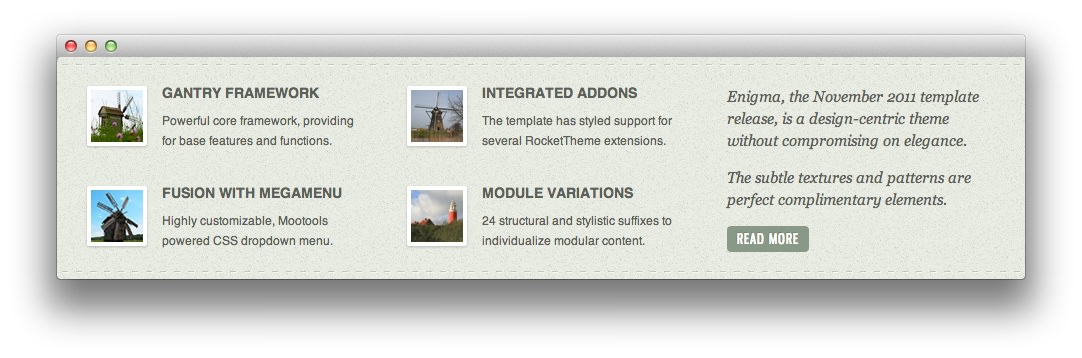 GANTRY FRAMEWORK
Powerful core framework, providing
for base features and functions.
INTEGRATED ADDONS
The template has styled support for
several RocketTheme extensions.
FUSION WITH MEGAMENU
Highly customizable, Mootools
powered CSS dropdown menu.
MODULE VARIATIONS
24 structural and stylistic suffixes to
individualize modular content.
Enigma, the November 2011 template
release, is a design-centric theme
without compromising on elegance.
The subtle textures and patterns are
perfect complimentary elements.
READ MORE